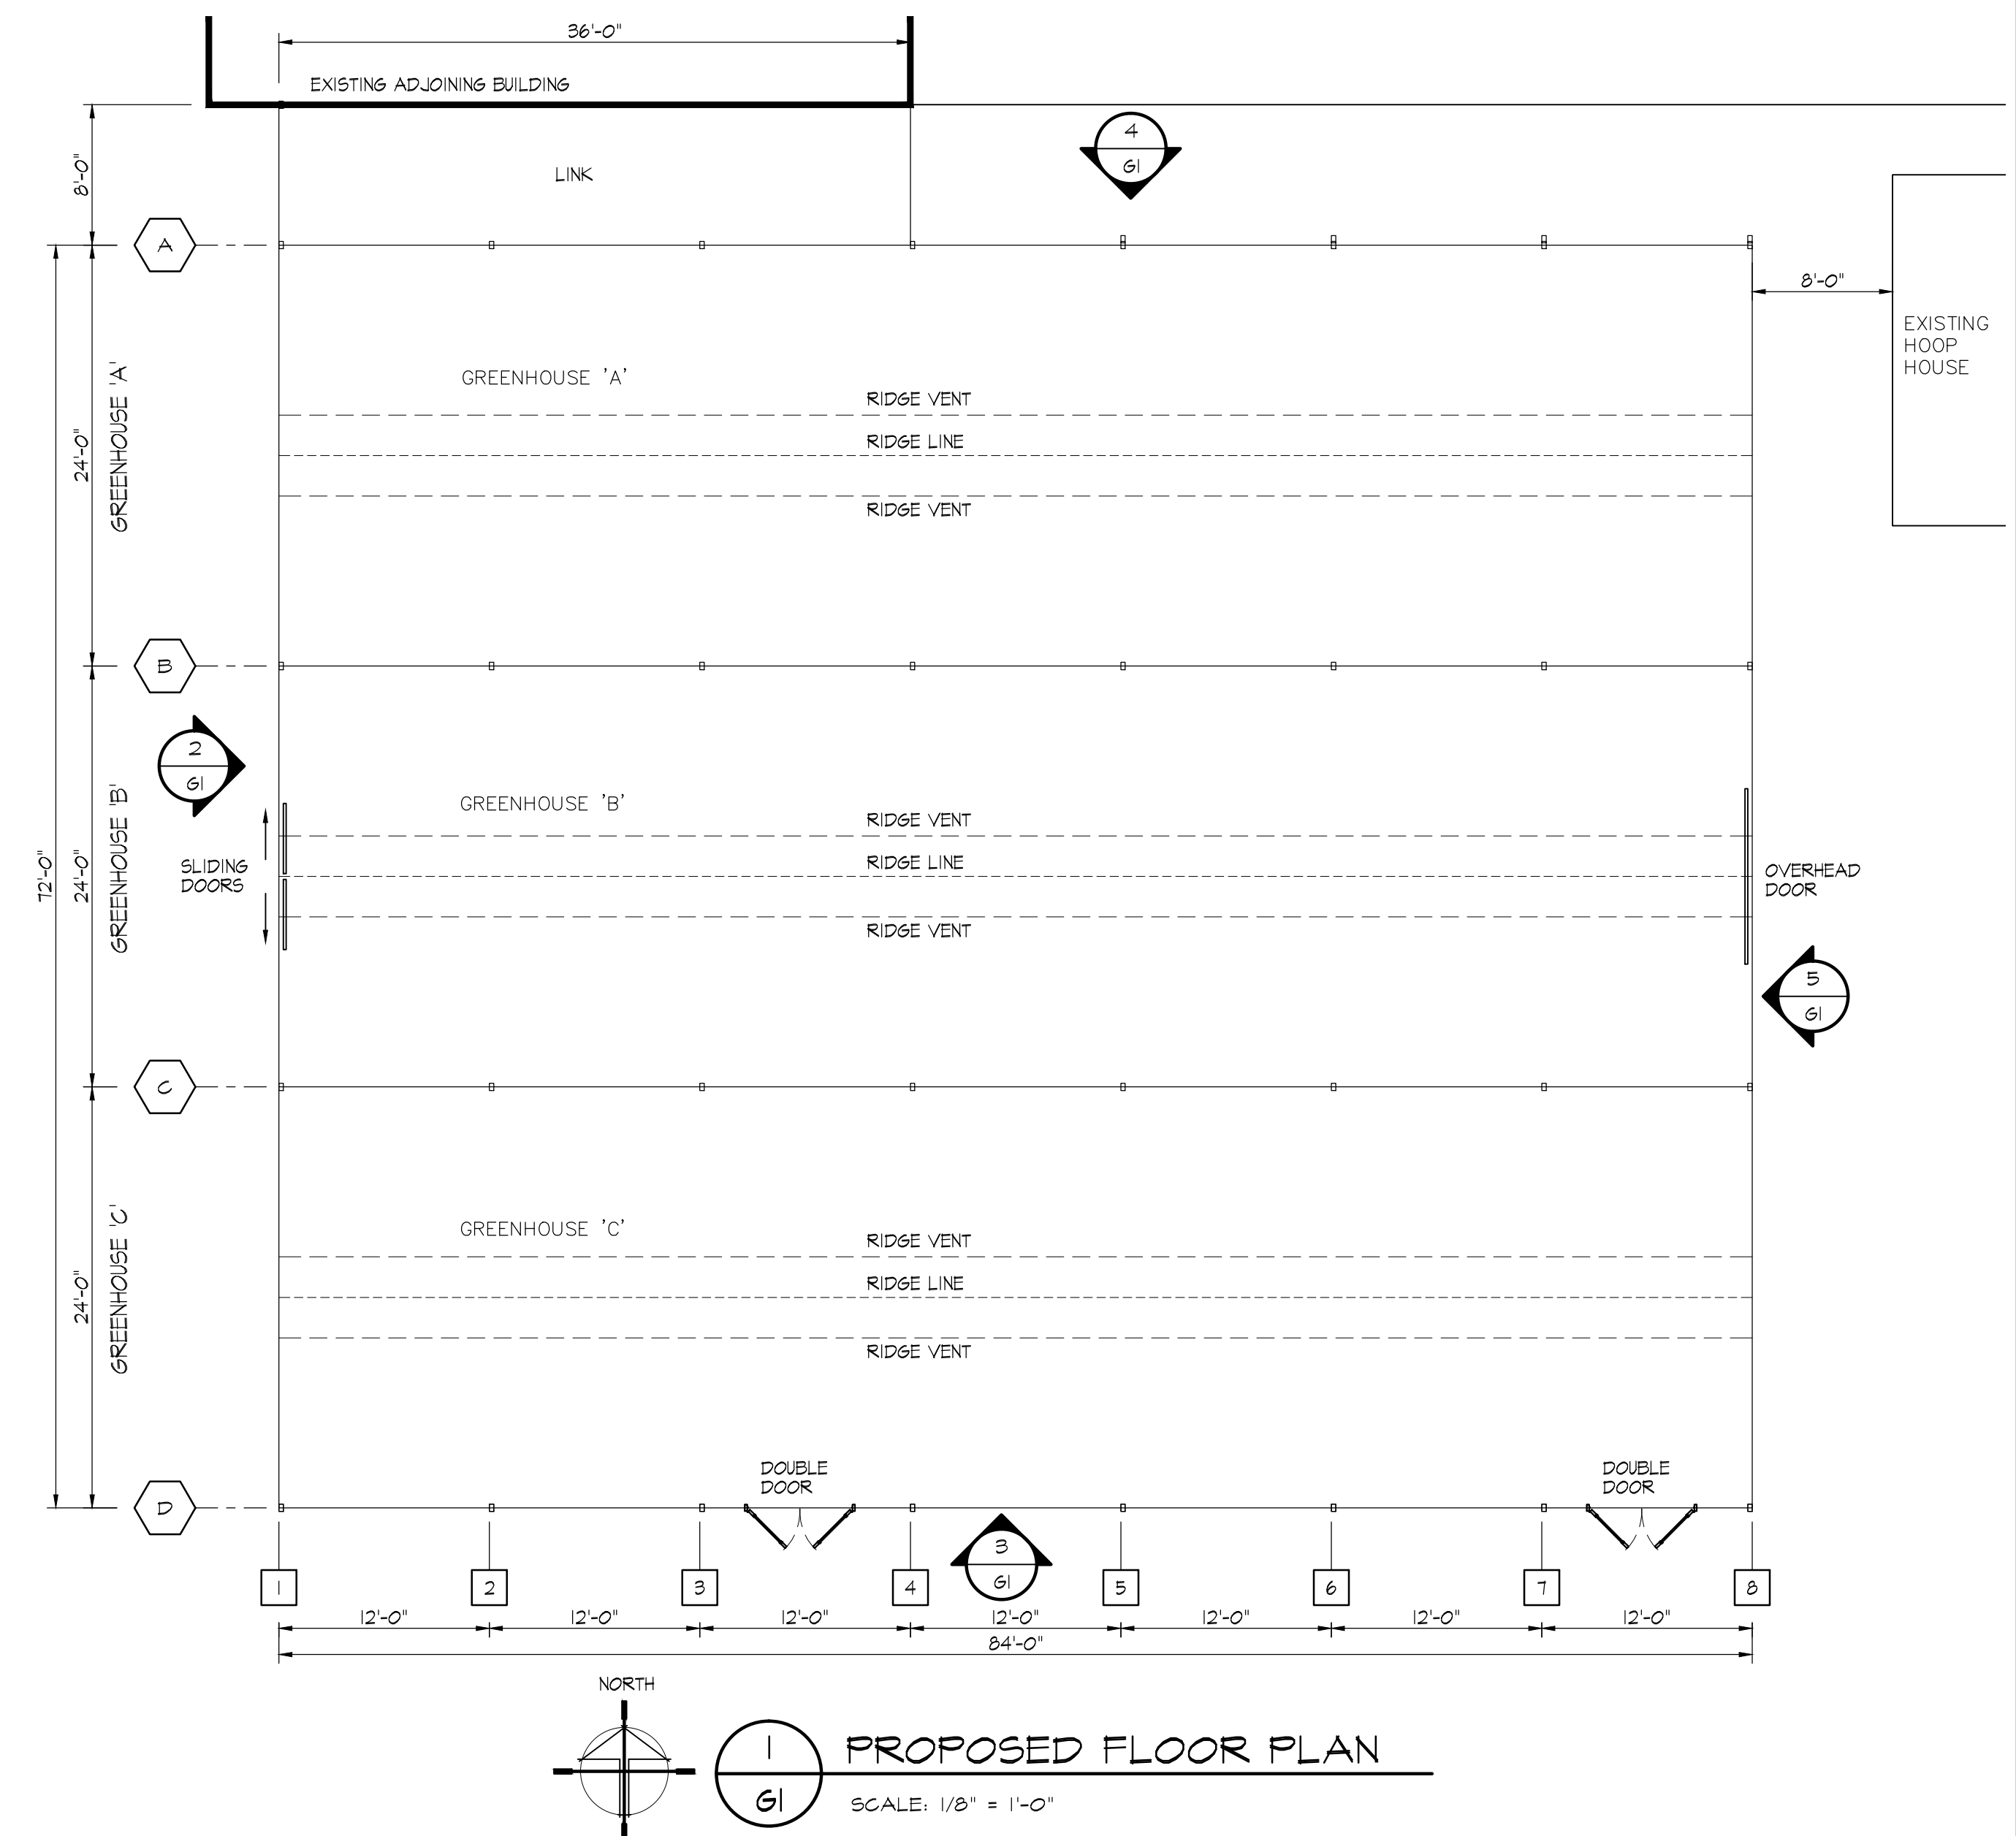 36'-0"
EXISTING ADJOINING BUILDING
4
G1
8'-0"
LINK
A
8'-0"
EXISTING
HOOP
HOUSE
GREENHOUSE 'A'
24'-0"
GREENHOUSE 'A'
RIDGE VENT
RIDGE LINE
RIDGE VENT
B
2
G1
72'-0"
24'-0"
GREENHOUSE 'B'
SLIDING
DOORS
GREENHOUSE 'B'
RIDGE VENT
RIDGE LINE
RIDGE VENT
OVERHEAD
DOOR
5
G1
C
24'-0"
GREENHOUSE 'C'
GREENHOUSE 'C'
RIDGE VENT
RIDGE LINE
RIDGE VENT
DOUBLE
DOOR
DOUBLE
DOOR
D
3
G1
1 2 3 4 5 6 7 8
12'-0" 12'-0" 12'-0" 12'-0" 12'-0" 12'-0" 12'-0"
84'-0"
NORTH
1
G1
PROPOSED FLOOR PLAN
SCALE: 1/8" = 1'-0"